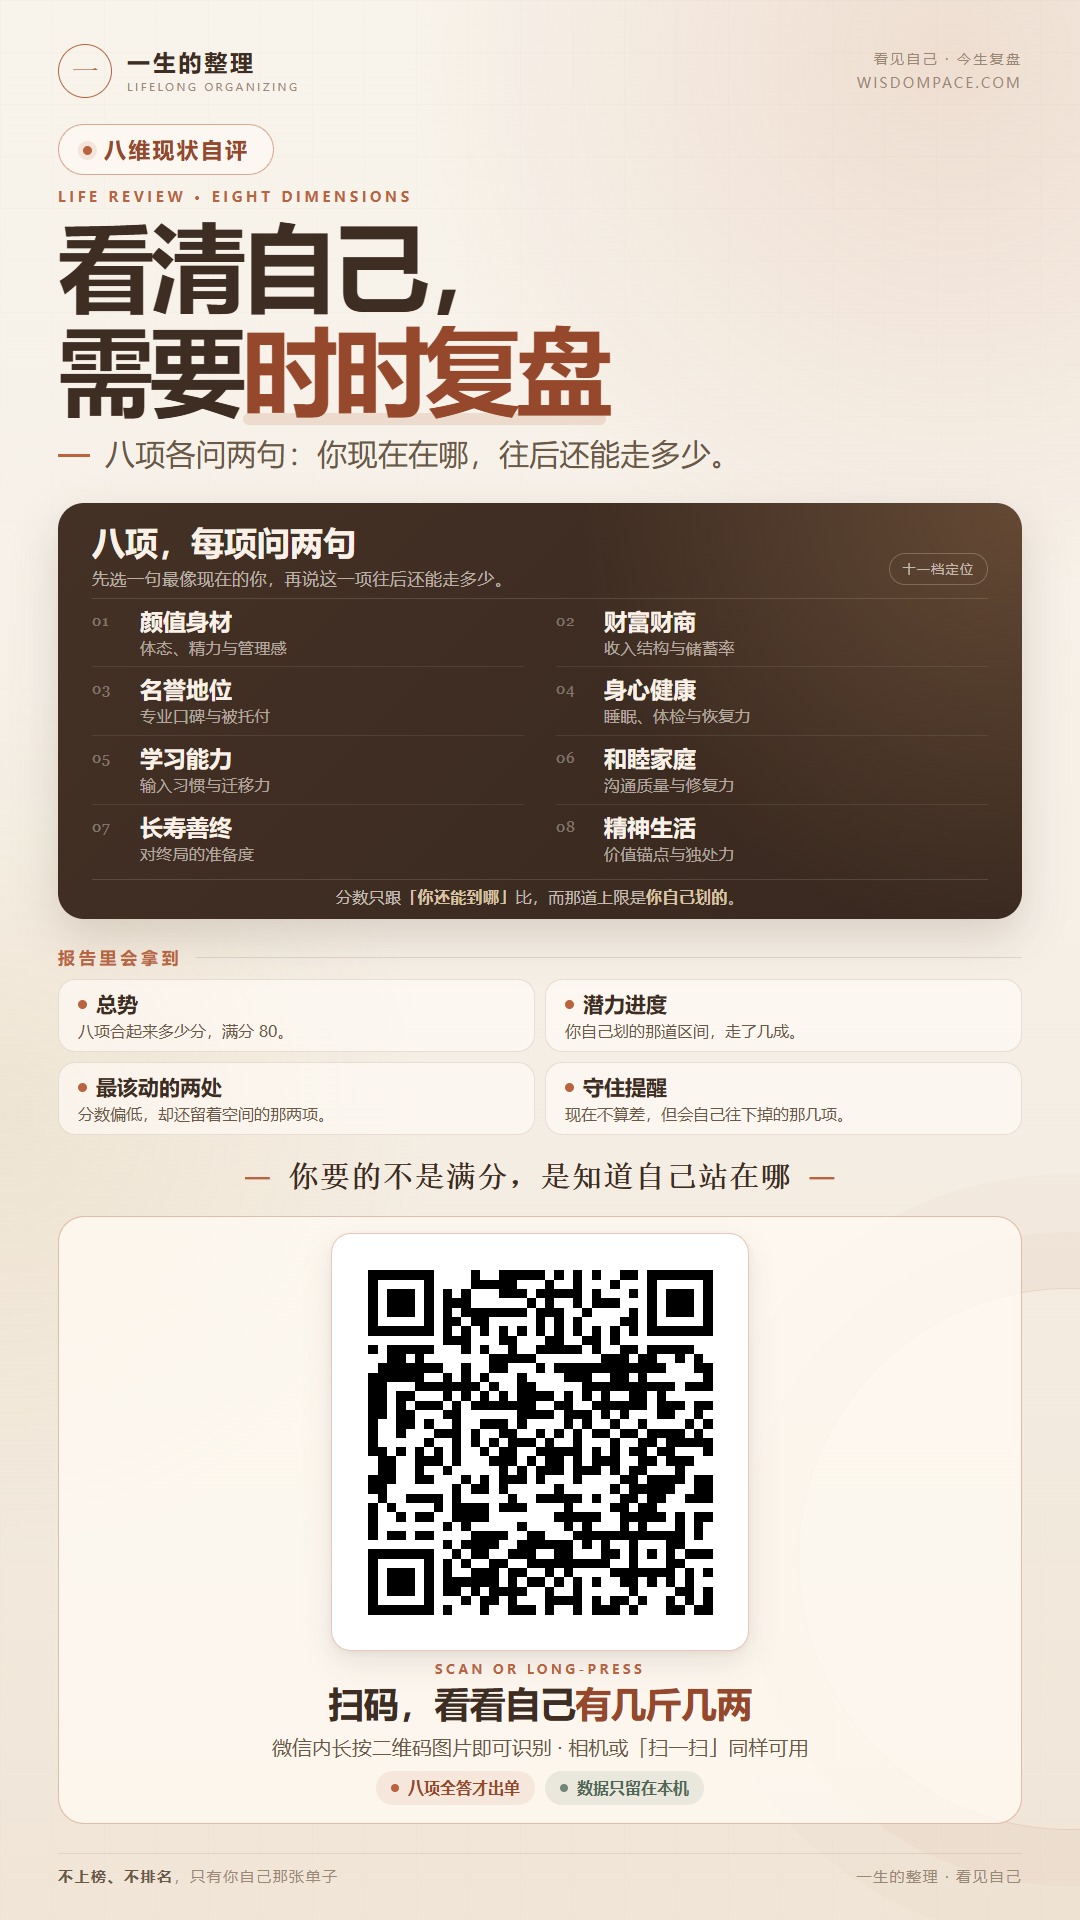 一
一生的整理
LIFELONG ORGANIZING
看见自己 · 今生复盘
WISDOMPACE.COM
八维现状自评
LIFE REVIEW • EIGHT DIMENSIONS
看清自己，
需要时时复盘
— 八项各问两句：你现在在哪，往后还能走多少。
八项，每项问两句
先选一句最像现在的你，再说这一项往后还能走多少。
十一档定位
01 颜值身材
体态、精力与管理感
02 财富财商
收入结构与储蓄率
03 名誉地位
专业口碑与被托付
04 身心健康
睡眠、体检与恢复力
05 学习能力
输入习惯与迁移力
06 和睦家庭
沟通质量与修复力
07 长寿善终
对终局的准备度
08 精神生活
价值锚点与独处力
分数只跟「你还能到哪」比，而那道上限是你自己划的。
报告里会拿到
总势
八项合起来多少分，满分 80。
潜力进度
你自己划的那道区间，走了几成。
最该动的两处
分数偏低，却还留着空间的那两项。
守住提醒
现在不算差，但会自己往下掉的那几项。
— 你要的不是满分，是知道自己站在哪 —
SCAN OR LONG-PRESS
扫码，看看自己有几斤几两
微信内长按二维码图片即可识别 · 相机或「扫一扫」同样可用
八项全答才出单
数据只留在本机
不上榜、不排名，只有你自己那张单子
一生的整理 · 看见自己